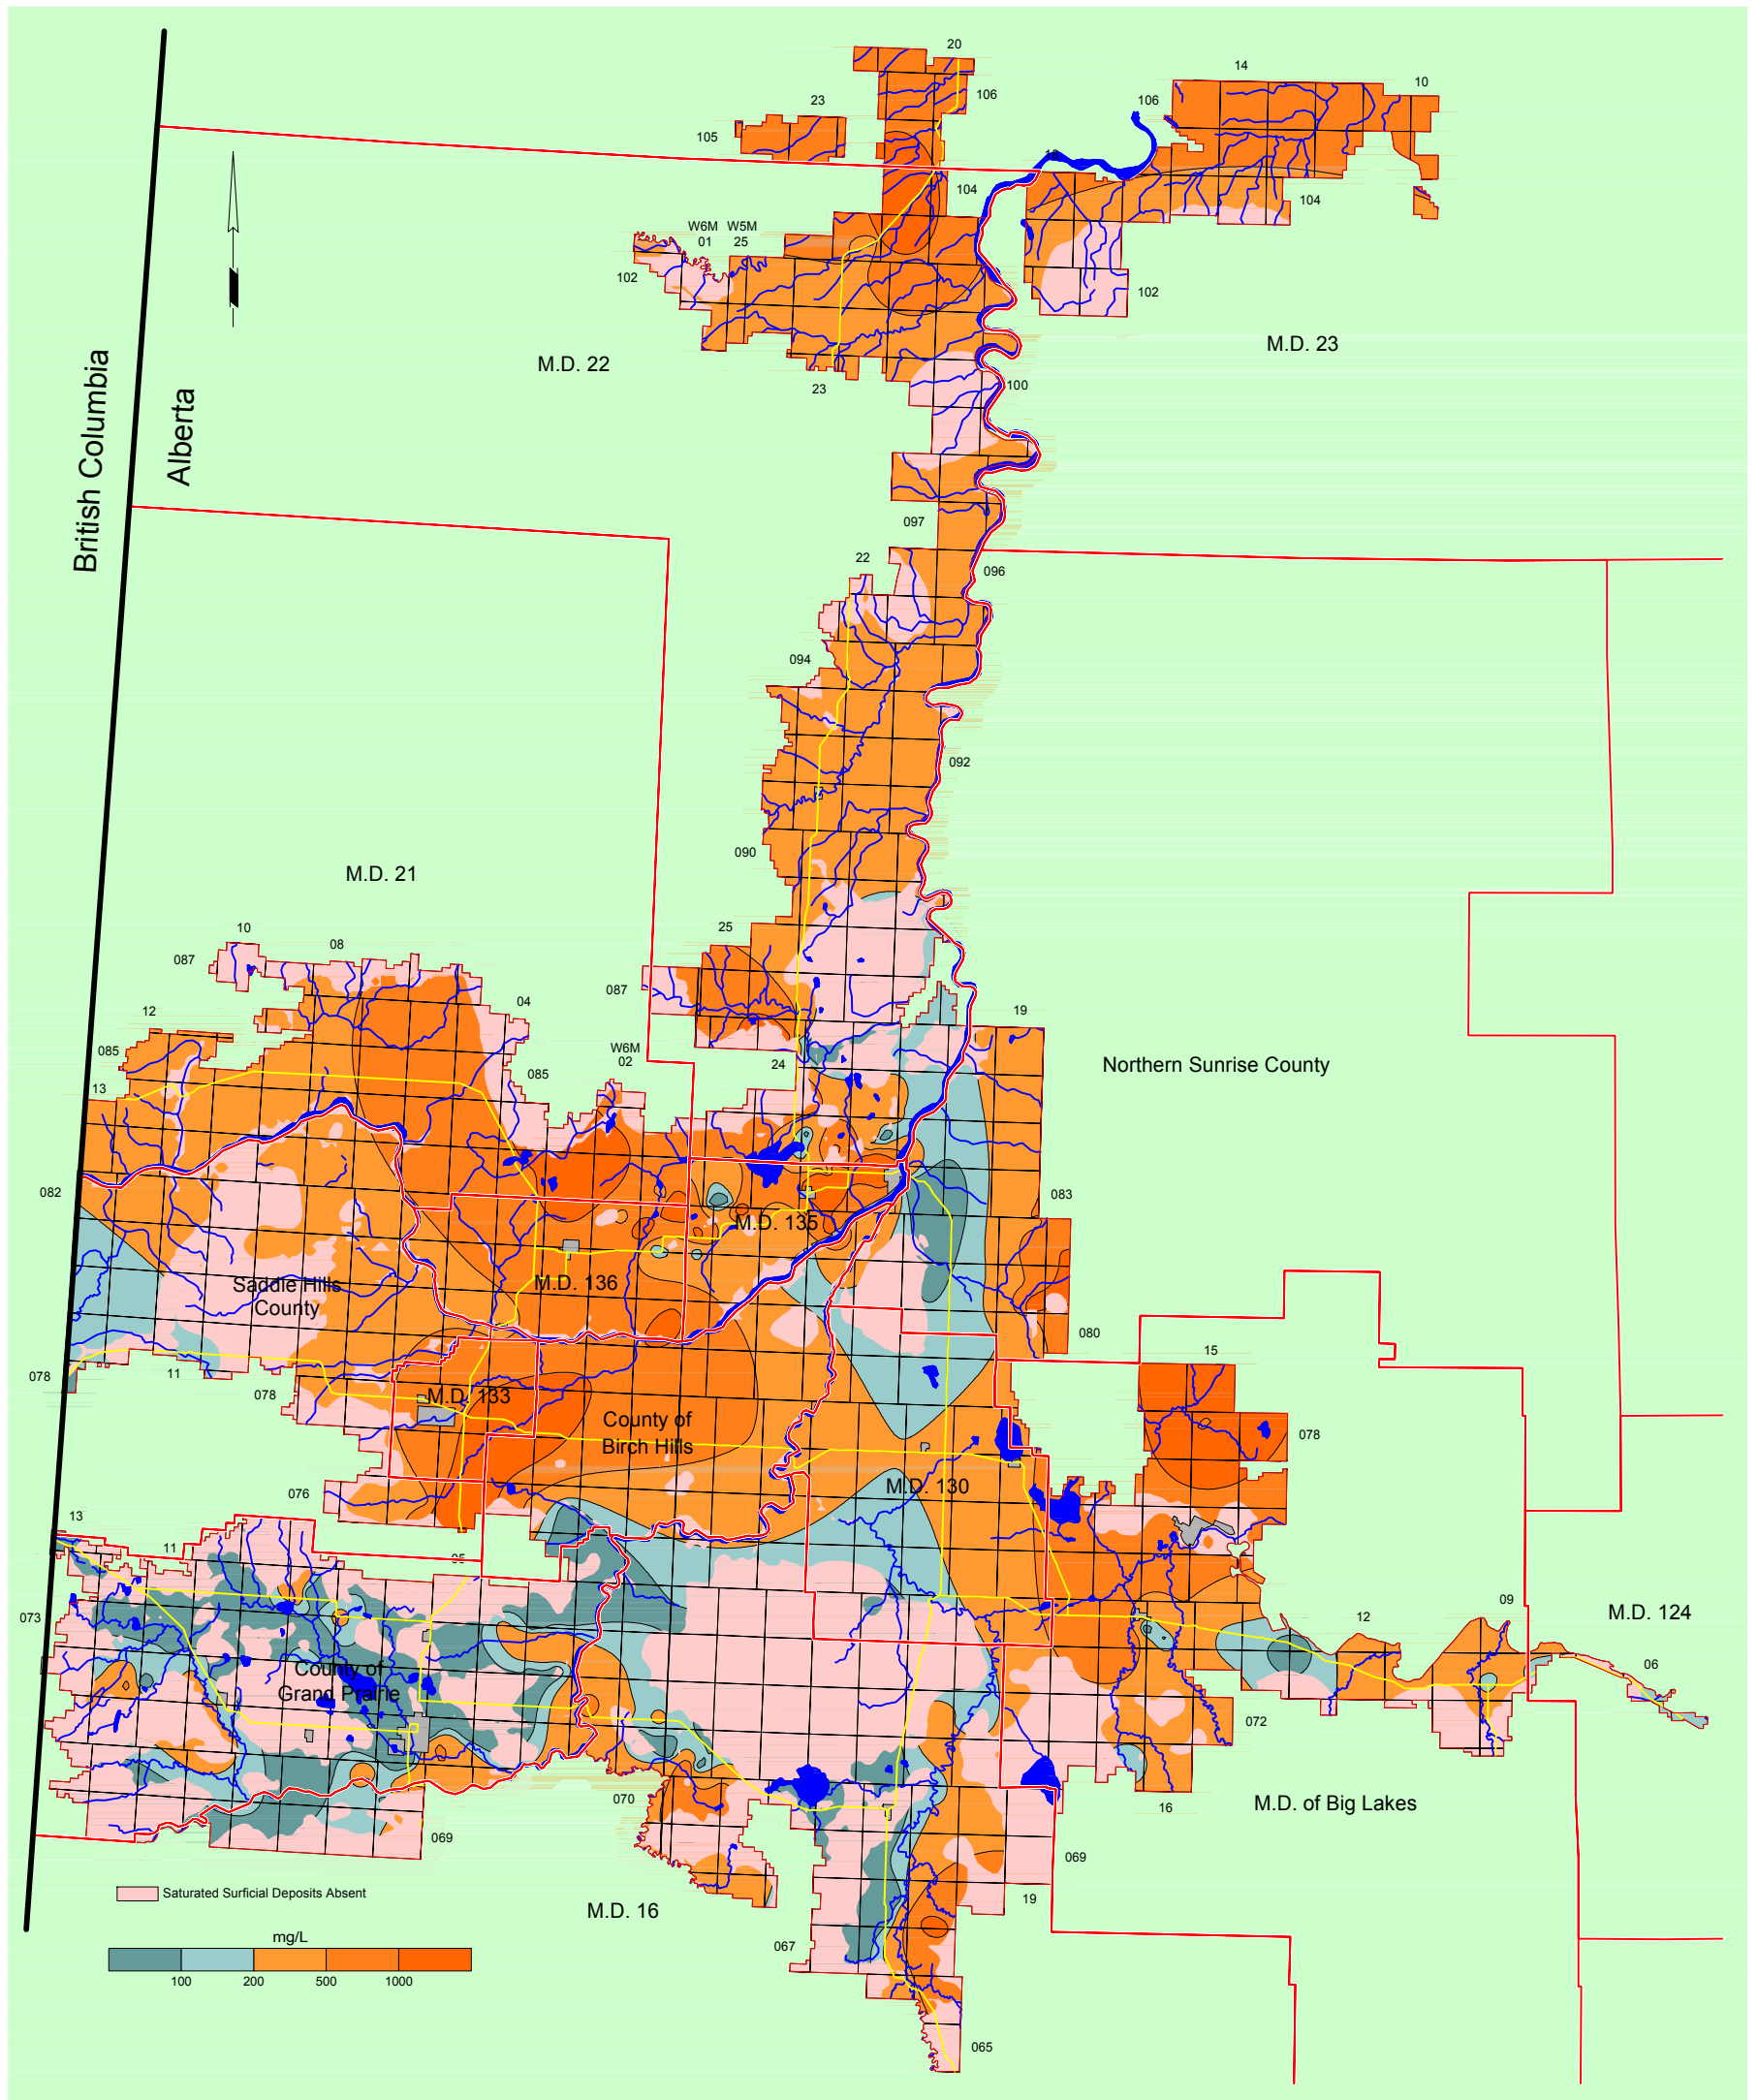 20
14
10
23
106
106
105
18
104
104
W6M W5M
01 25
102
102
M.D. 23
M.D. 22
23
100
British Columbia
Alberta
097
22
096
094
092
090
M.D. 21
10
08
25
087
087
04
12
19
W6M
02
24
085
085
13
Northern Sunrise County
082
083
M.D. 135
M.D. 136
Saddle Hills
County
080
15
078
11
078
M.D. 133
County of
Birch Hills
078
076
M.D. 130
13
11
05
073
12
09
M.D. 124
06
County of
Grand Prairie
072
070
16
M.D. of Big Lakes
069
069
19
Saturated Surficial Deposits Absent
M.D. 16
067
mg/L
100 200 500 1000
065